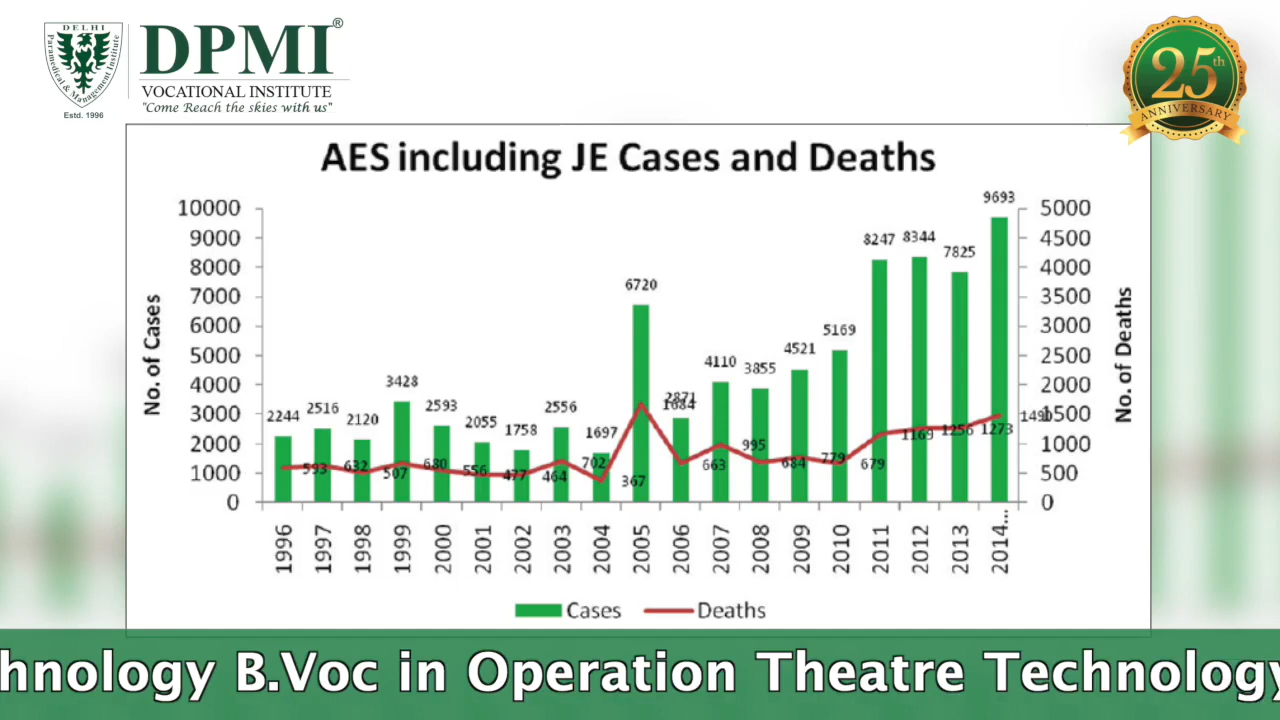 DELHI
Paramedical & Management Institute
Estd. 1996
DPMI®
VOCATIONAL INSTITUTE
"Come Reach the skies with us"
25th
ANNIVERSARY
AES including JE Cases and Deaths
No. of Cases
10000
9000
8000
7000
6000
5000
4000
3000
2000
1000
0
2244 2516 2120 3428 2593 2055 1758 2556 1697 6720 2871 4110 3855 4521 5169 8247 8344 7825 9693
593 632 507 680 556 477 464 702 367 1684 663 995 684 779 679 1169 1256 1273
5000
4500
4000
3500
3000
2500
2000
1500
1000
500
0
No. of Deaths
1996 1997 1998 1999 2000 2001 2002 2003 2004 2005 2006 2007 2008 2009 2010 2011 2012 2013 2014...
Cases Deaths
hnology B.Voc in Operation Theatre Technology